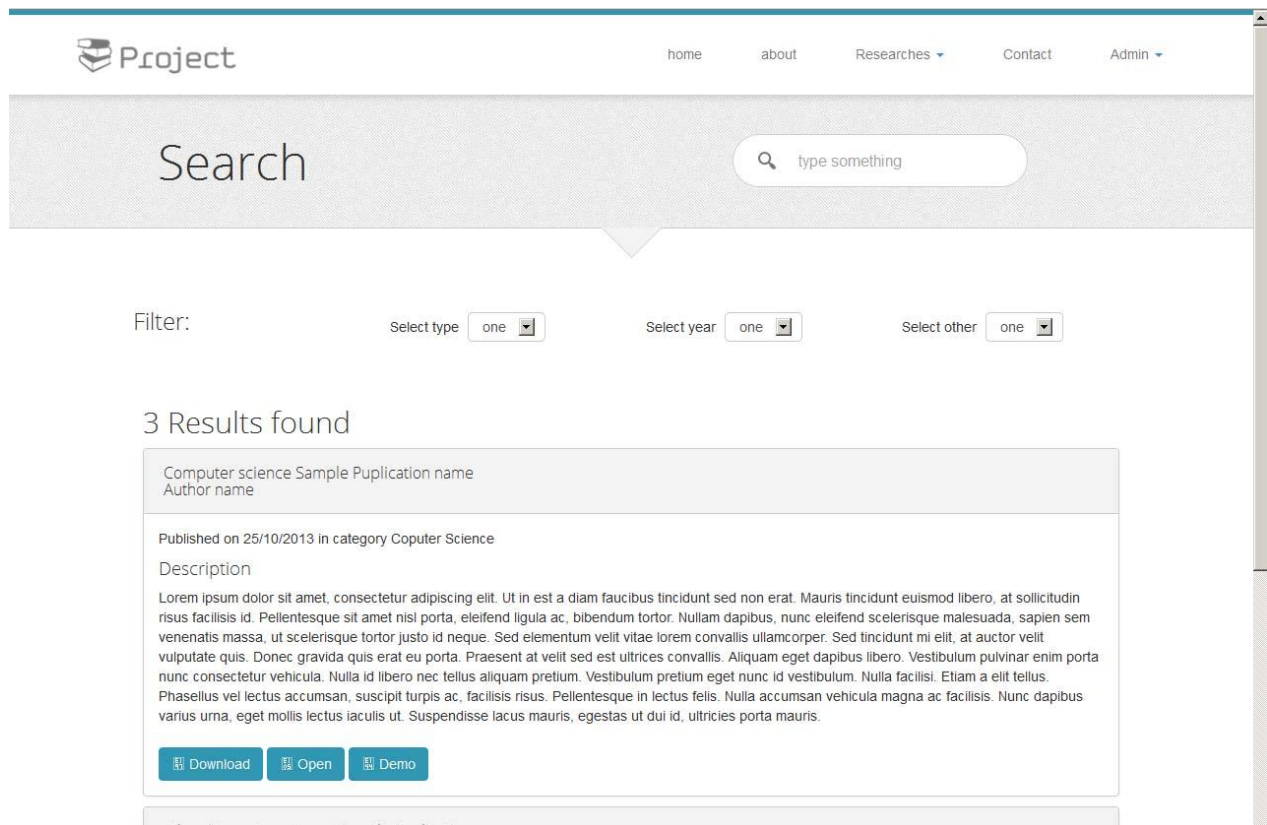 Project
home about Researches Contact Admin
Search
type something
Filter: Select type one Select year one Select other one
3 Results found
Computer science Sample Puplication name
Author name
Published on 25/10/2013 in category Coputer Science
Description
Lorem ipsum dolor sit amet, consectetur adipiscing elit. Ut in est a diam faucibus tincidunt sed non erat. Mauris tincidunt euismod libero, at sollicitudin
risus facilisis id. Pellentesque sit amet nisl porta, eleifend ligula ac, bibendum tortor. Nullam dapibus, nunc eleifend scelerisque malesuada, sapien sem
venenatis massa, ut scelerisque tortor justo id neque. Sed elementum velit vitae lorem convallis ullamcorper. Sed tincidunt mi elit, at auctor velit
vulputate quis. Donec gravida quis erat eu porta. Praesent at velit sed est ultrices convallis. Aliquam eget dapibus libero. Vestibulum pulvinar enim porta
nunc consectetur vehicula. Nulla id libero nec tellus aliquam pretium. Vestibulum pretium eget nunc id vestibulum. Nulla facilisi. Etiam a elit tellus.
Phasellus vel lectus accumsan, suscipit turpis ac, facilisis risus. Pellentesque in lectus felis. Nulla accumsan vehicula magna ac facilisis. Nunc dapibus
varius urna, eget mollis lectus iaculis ut. Suspendisse lacus mauris, egestas ut dui id, ultricies porta mauris.
Download Open Demo